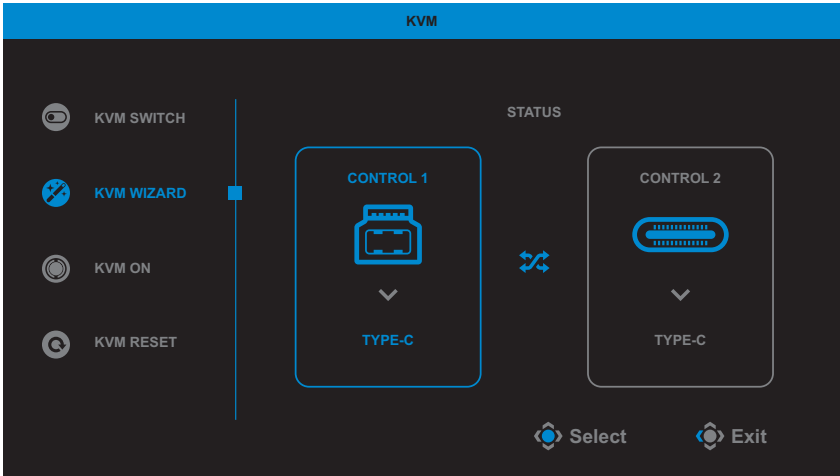 KVM
KVM SWITCH
KVM WIZARD
KVM ON
KVM RESET
STATUS
CONTROL 1
TYPE-C
CONTROL 2
TYPE-C
Select
Exit